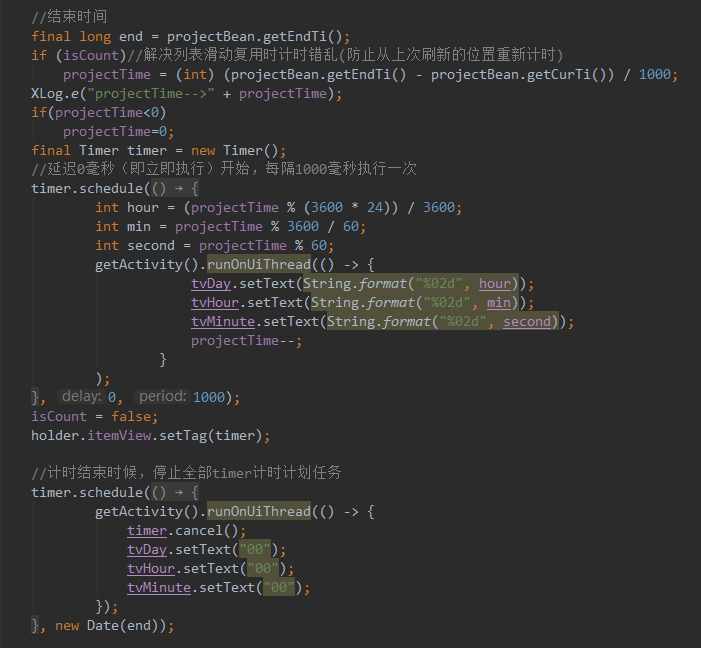 //结束时间
final long end = projectBean.getEndTi();
if (isCount)//解决列表滑动复用时计时错乱(防止从上次刷新的位置重新计时)
projectTime = (int) (projectBean.getEndTi() - projectBean.getCurTi()) / 1000;
XLog.e("projectTime-->" + projectTime);
if(projectTime<0)
projectTime=0;
final Timer timer = new Timer();
//延迟0毫秒（即立即执行）开始，每隔1000毫秒执行一次
timer.schedule(() → {
int hour = (projectTime % (3600 * 24)) / 3600;
int min = projectTime % 3600 / 60;
int second = projectTime % 60;
getActivity().runOnUiThread(() -> {
tvDay.setText(String.format("%02d", hour));
tvHour.setText(String.format("%02d", min));
tvMinute.setText(String.format("%02d", second));
projectTime--;
}
);
}, delay: 0, period: 1000);
isCount = false;
holder.itemView.setTag(timer);
//计时结束时候，停止全部timer计时计划任务
timer.schedule(() → {
getActivity().runOnUiThread(() -> {
timer.cancel();
tvDay.setText("00");
tvHour.setText("00");
tvMinute.setText("00");
});
}, new Date(end));